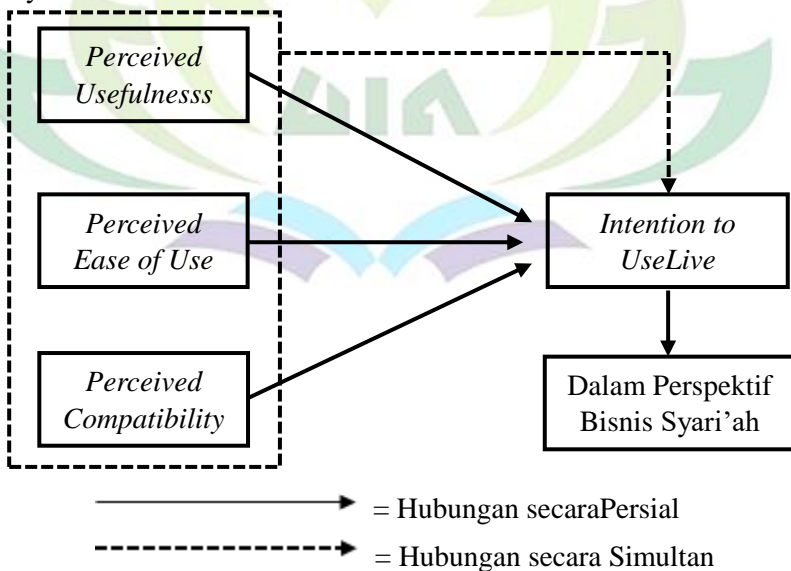 Perceived
Usefulnesss
Perceived
Ease of Use
Perceived
Compatibility
Intention to
UseLive
Dalam Perspektif
Bisnis Syari’ah
= Hubungan secaraPersial
= Hubungan secara Simultan